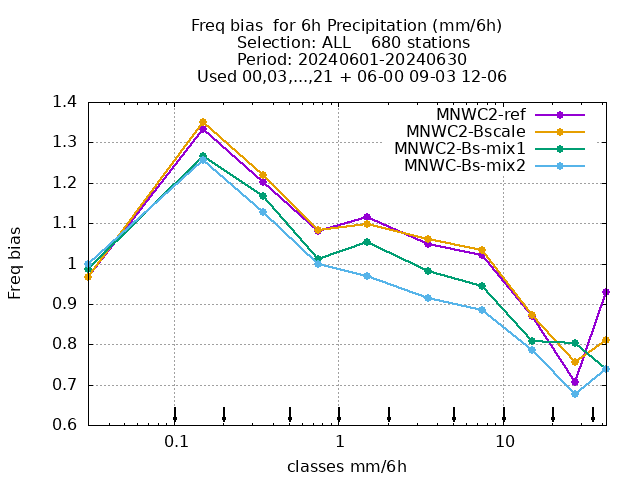 Freq bias  for 6h Precipitation (mm/6h)
Selection: ALL    680 stations
Period: 20240601-20240630
Used 00,03,...,21 + 06-00 09-03 12-06
MNWC2-ref
MNWC2-Bscale
MNWC2-Bs-mix1
MNWC-Bs-mix2
1.4
1.3
1.2
1.1
1
0.9
0.8
0.7
0.6
Freq bias
0.1 1 10
classes mm/6h